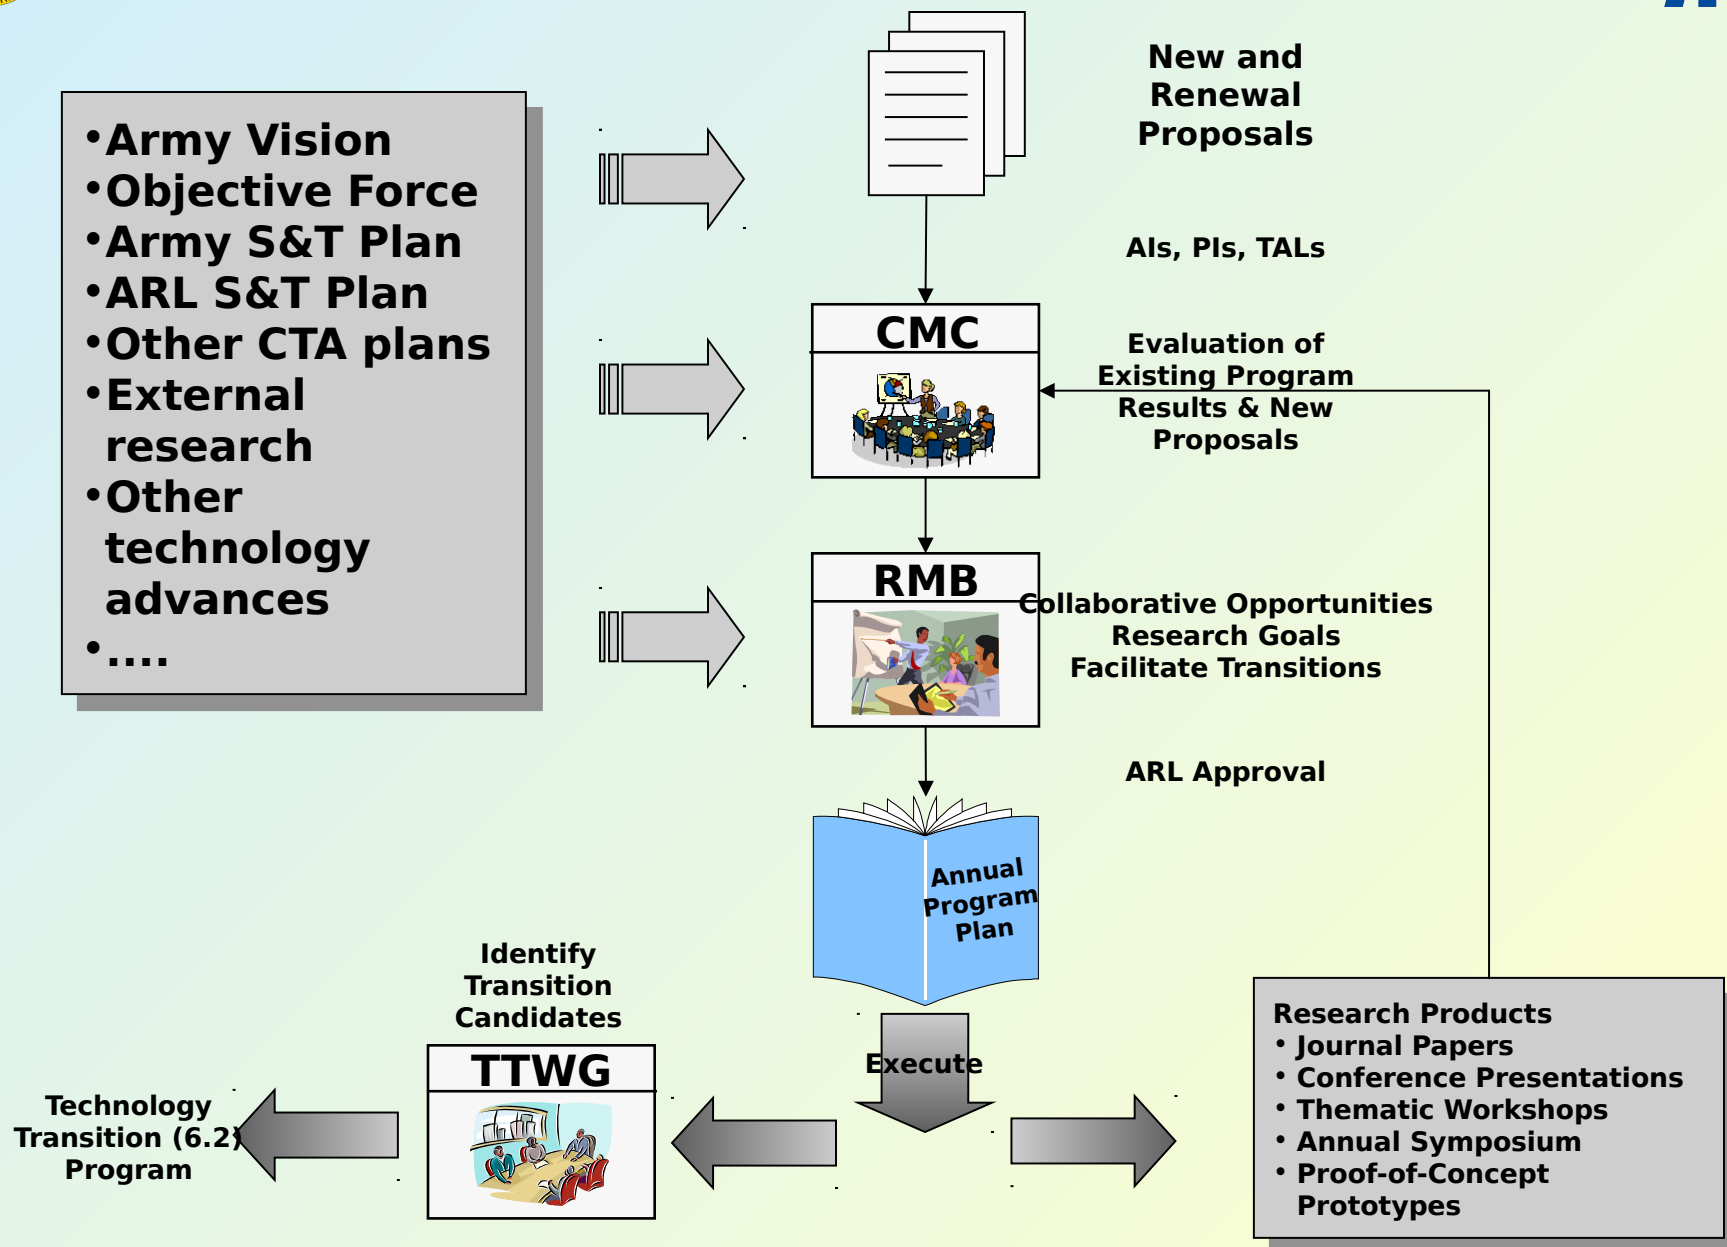 New and
Renewal
Proposals
•Army Vision
•Objective Force
•Army S&T Plan
•ARL S&T Plan
•Other CTA plans
•External
research
•Other
technology
advances
•....
AIs, PIs, TALs
CMC
Evaluation of
Existing Program
Results & New
Proposals
RMB
Collaborative Opportunities
Research Goals
Facilitate Transitions
ARL Approval
Annual
Program
Plan
Execute
Identify
Transition
Candidates
TTWG
Technology
Transition (6.2)
Program
Research Products
• Journal Papers
• Conference Presentations
• Thematic Workshops
• Annual Symposium
• Proof-of-Concept
Prototypes